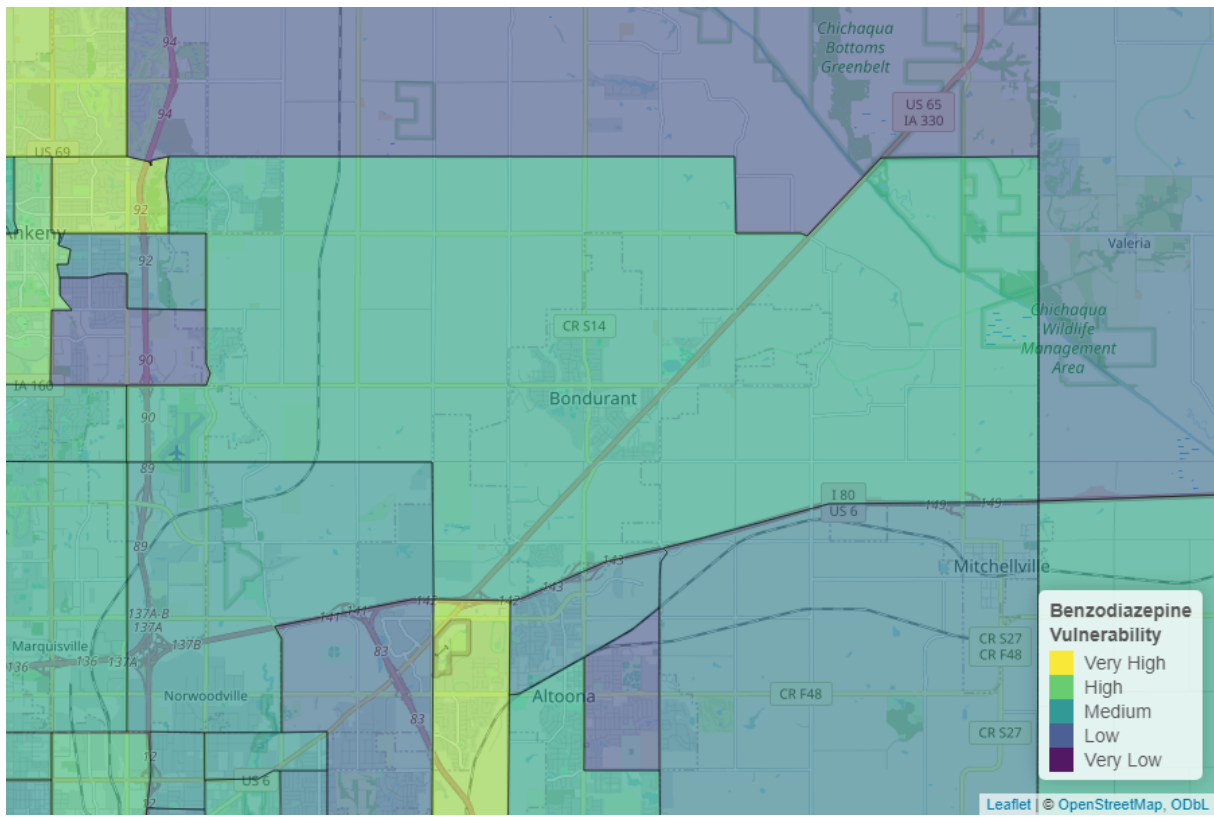 94
Chichaqua
Bottoms
Greenbelt
94
US 65
IA 330
US 69
92
Ankeny
92
Valeria
Chichaqua
Wildlife
Management
Area
CR S14
90
IA 160
Bondurant
90
89
I 80
US 6
149
149
89
143
Mitchellville
143
142
142
141
141
137A-B
137A
137B
Marquisville
136
136
137A
83
CR S27
CR F48
Norwoodville
Altoona
CR F48
83
CR S27
12
US 6
12
Benzodiazepine
Vulnerability
Very High
High
Medium
Low
Very Low
Leaflet | © OpenStreetMap, ODbL